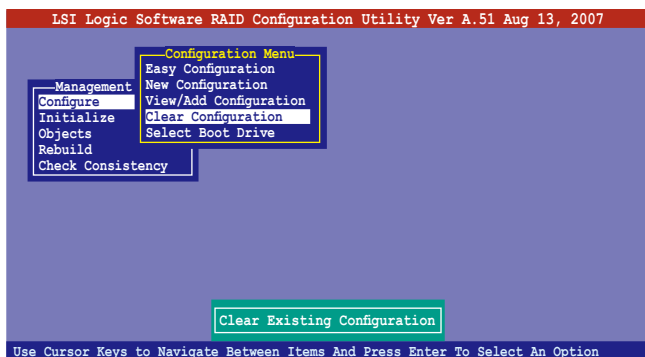 LSI Logic Software RAID Configuration Utility Ver A.51 Aug 13, 2007
Configuration Menu
Easy Configuration
New Configuration
View/Add Configuration
Clear Configuration
Select Boot Drive
Management
Configure
Initialize
Objects
Rebuild
Check Consistency
Clear Existing Configuration
Use Cursor Keys to Navigate Between Items And Press Enter To Select An Option